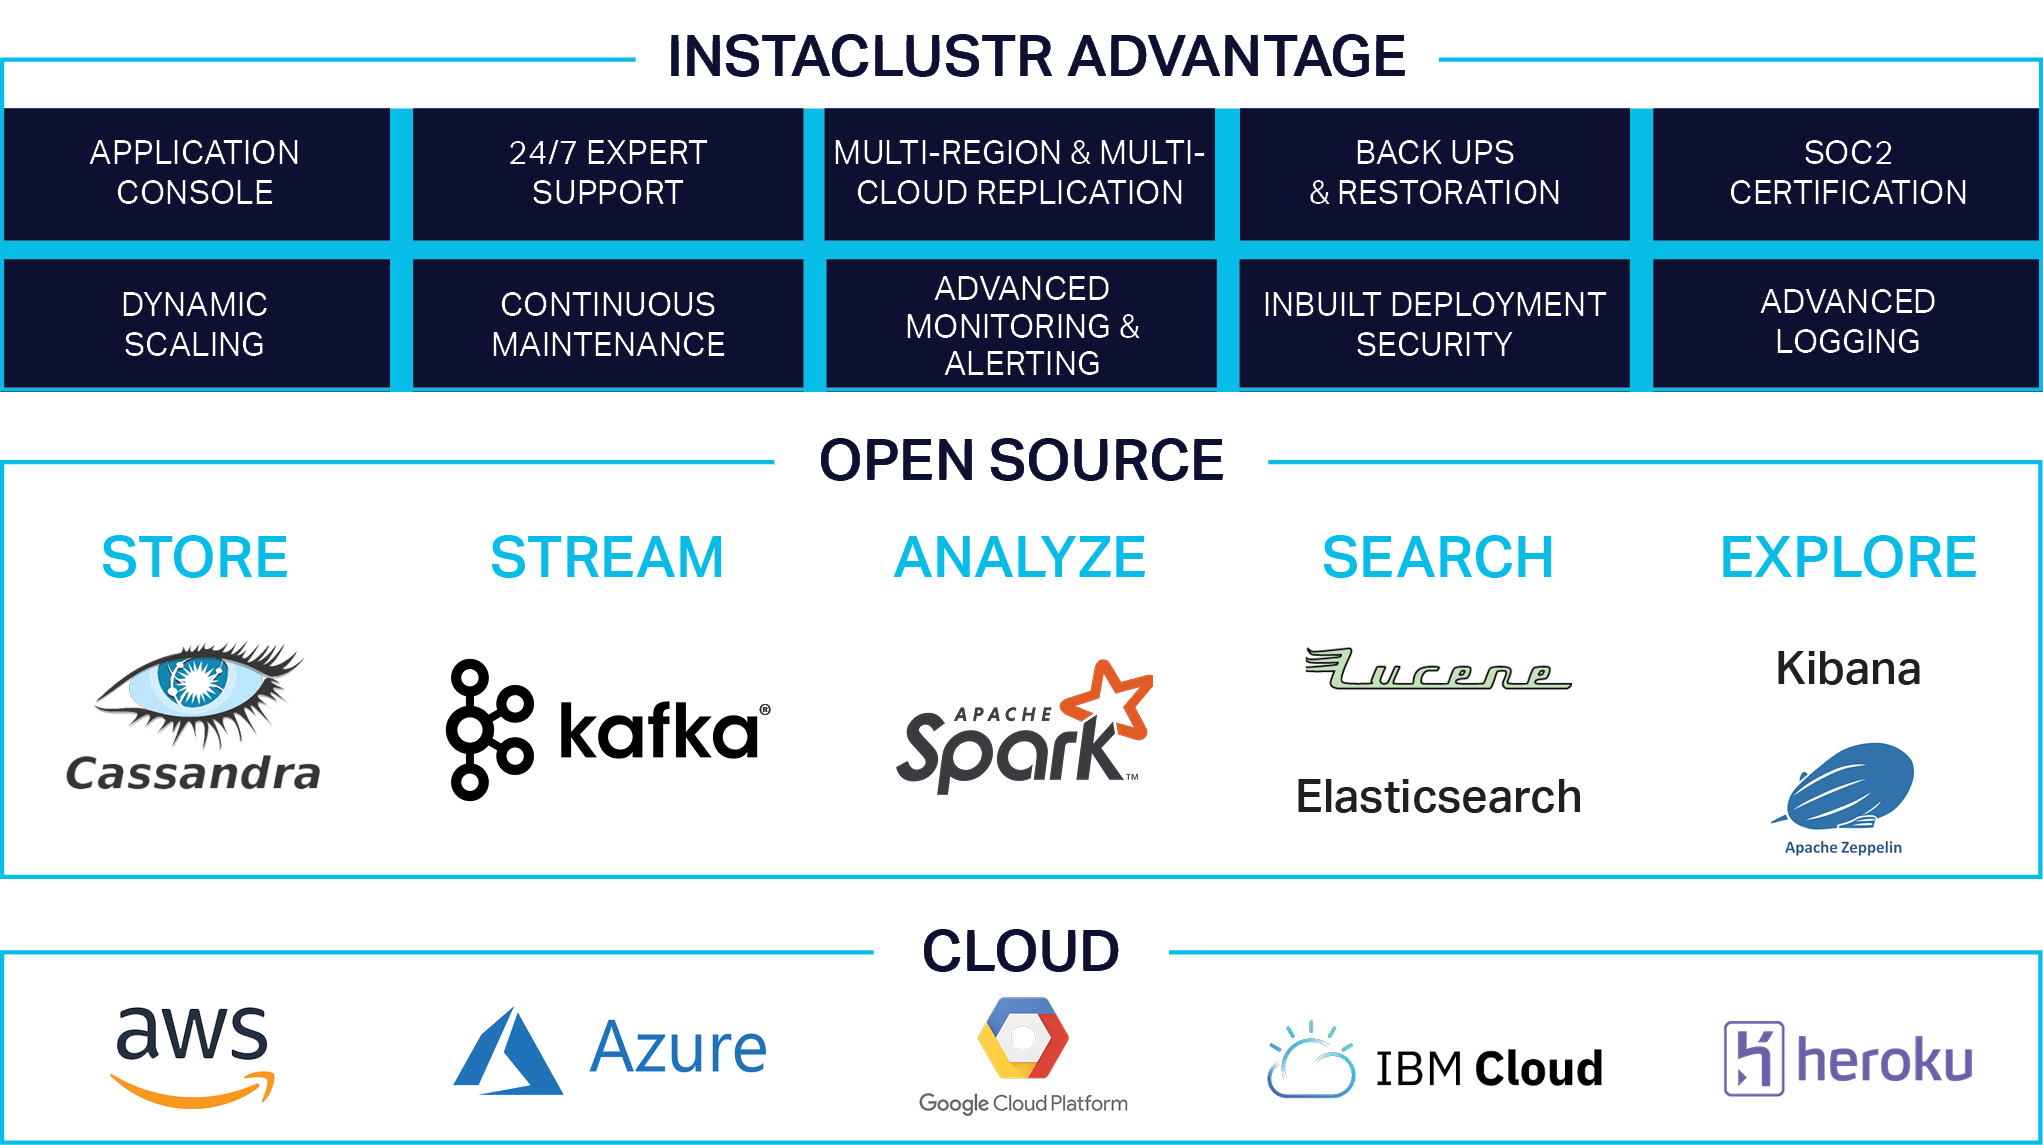 INSTACLUSTR ADVANTAGE
APPLICATION
CONSOLE
24/7 EXPERT
SUPPORT
MULTI-REGION & MULTI-
CLOUD REPLICATION
BACK UPS
& RESTORATION
SOC2
CERTIFICATION
DYNAMIC
SCALING
CONTINUOUS
MAINTENANCE
ADVANCED
MONITORING &
ALERTING
INBUILT DEPLOYMENT
SECURITY
ADVANCED
LOGGING
OPEN SOURCE
STORE
STREAM
ANALYZE
SEARCH
EXPLORE
Cassandra
kafka®
APACHE
Spark™
Lucene
Elasticsearch
Kibana
Apache Zeppelin
CLOUD
aws
Azure
Google Cloud Platform
IBM Cloud
heroku